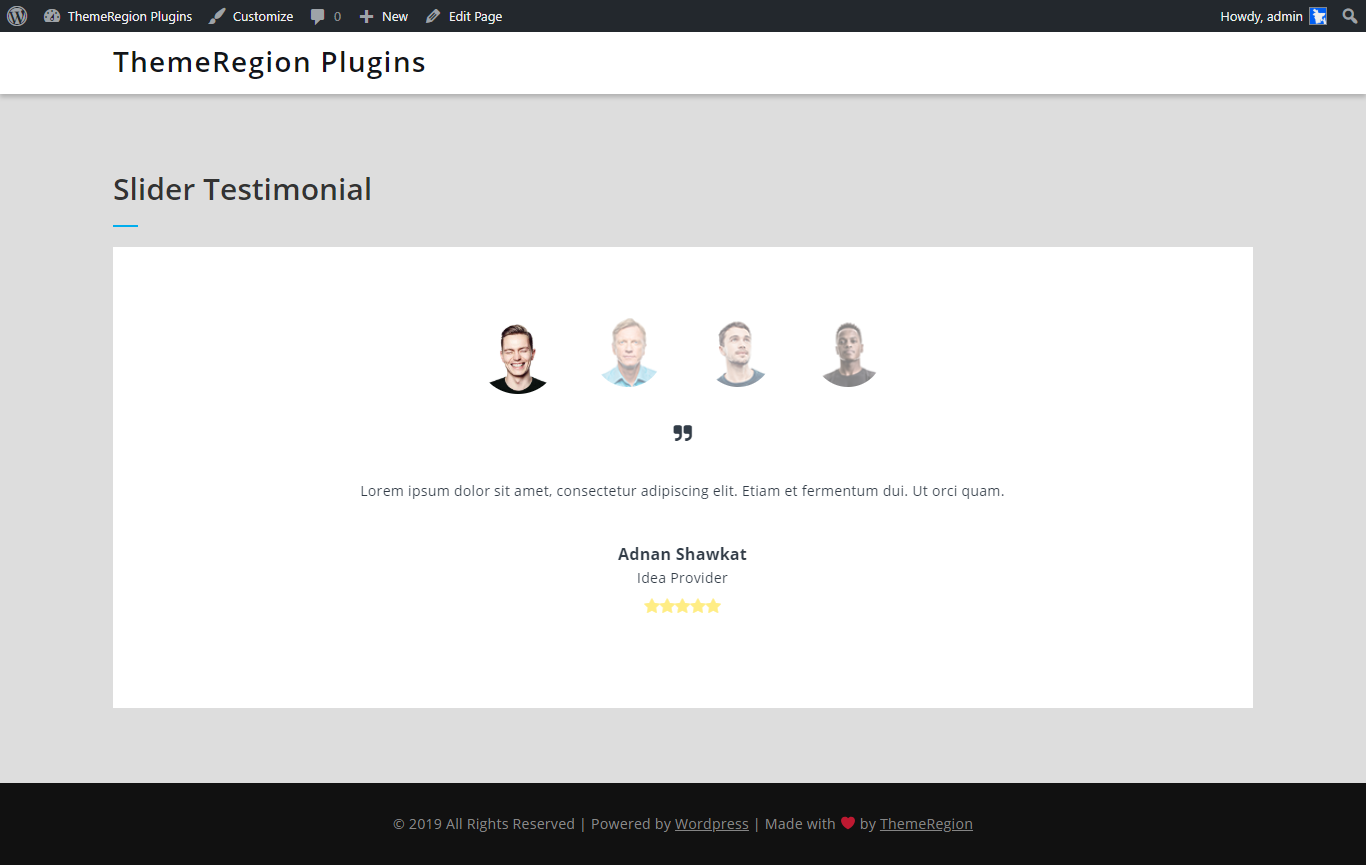 ThemeRegion Plugins Customize 0 New Edit Page Howdy, admin
ThemeRegion Plugins
Slider Testimonial
❞
Lorem ipsum dolor sit amet, consectetur adipiscing elit. Etiam et fermentum dui. Ut orci quam.
Adnan Shawkat
Idea Provider
© 2019 All Rights Reserved | Powered by Wordpress | Made with ❤ by ThemeRegion